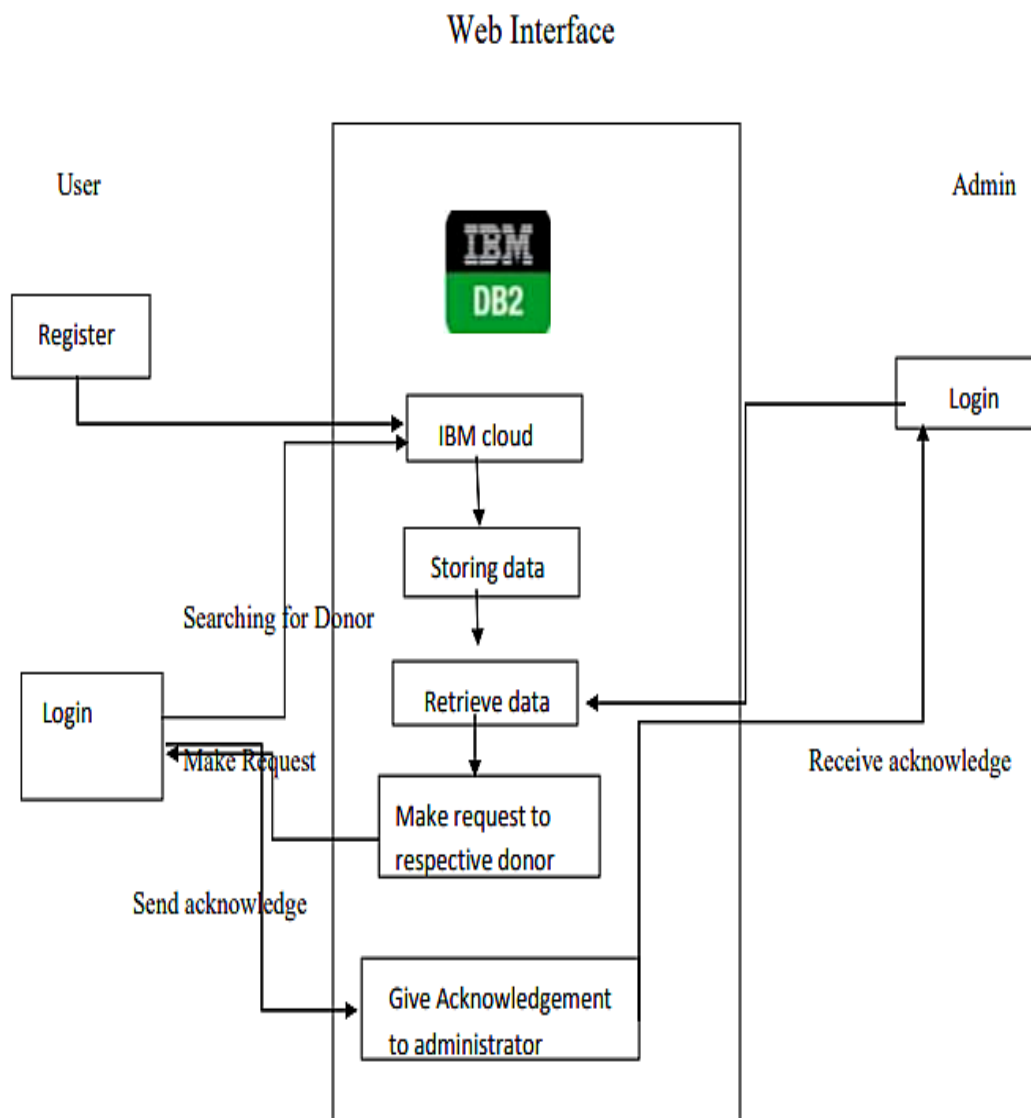 Web Interface
User
Admin
IBM
DB2
Register
Login
IBM cloud
Storing data
Searching for Donor
Retrieve data
Login
Make Request
Receive acknowledge
Make request to
respective donor
Send acknowledge
Give Acknowledgement
to administrator